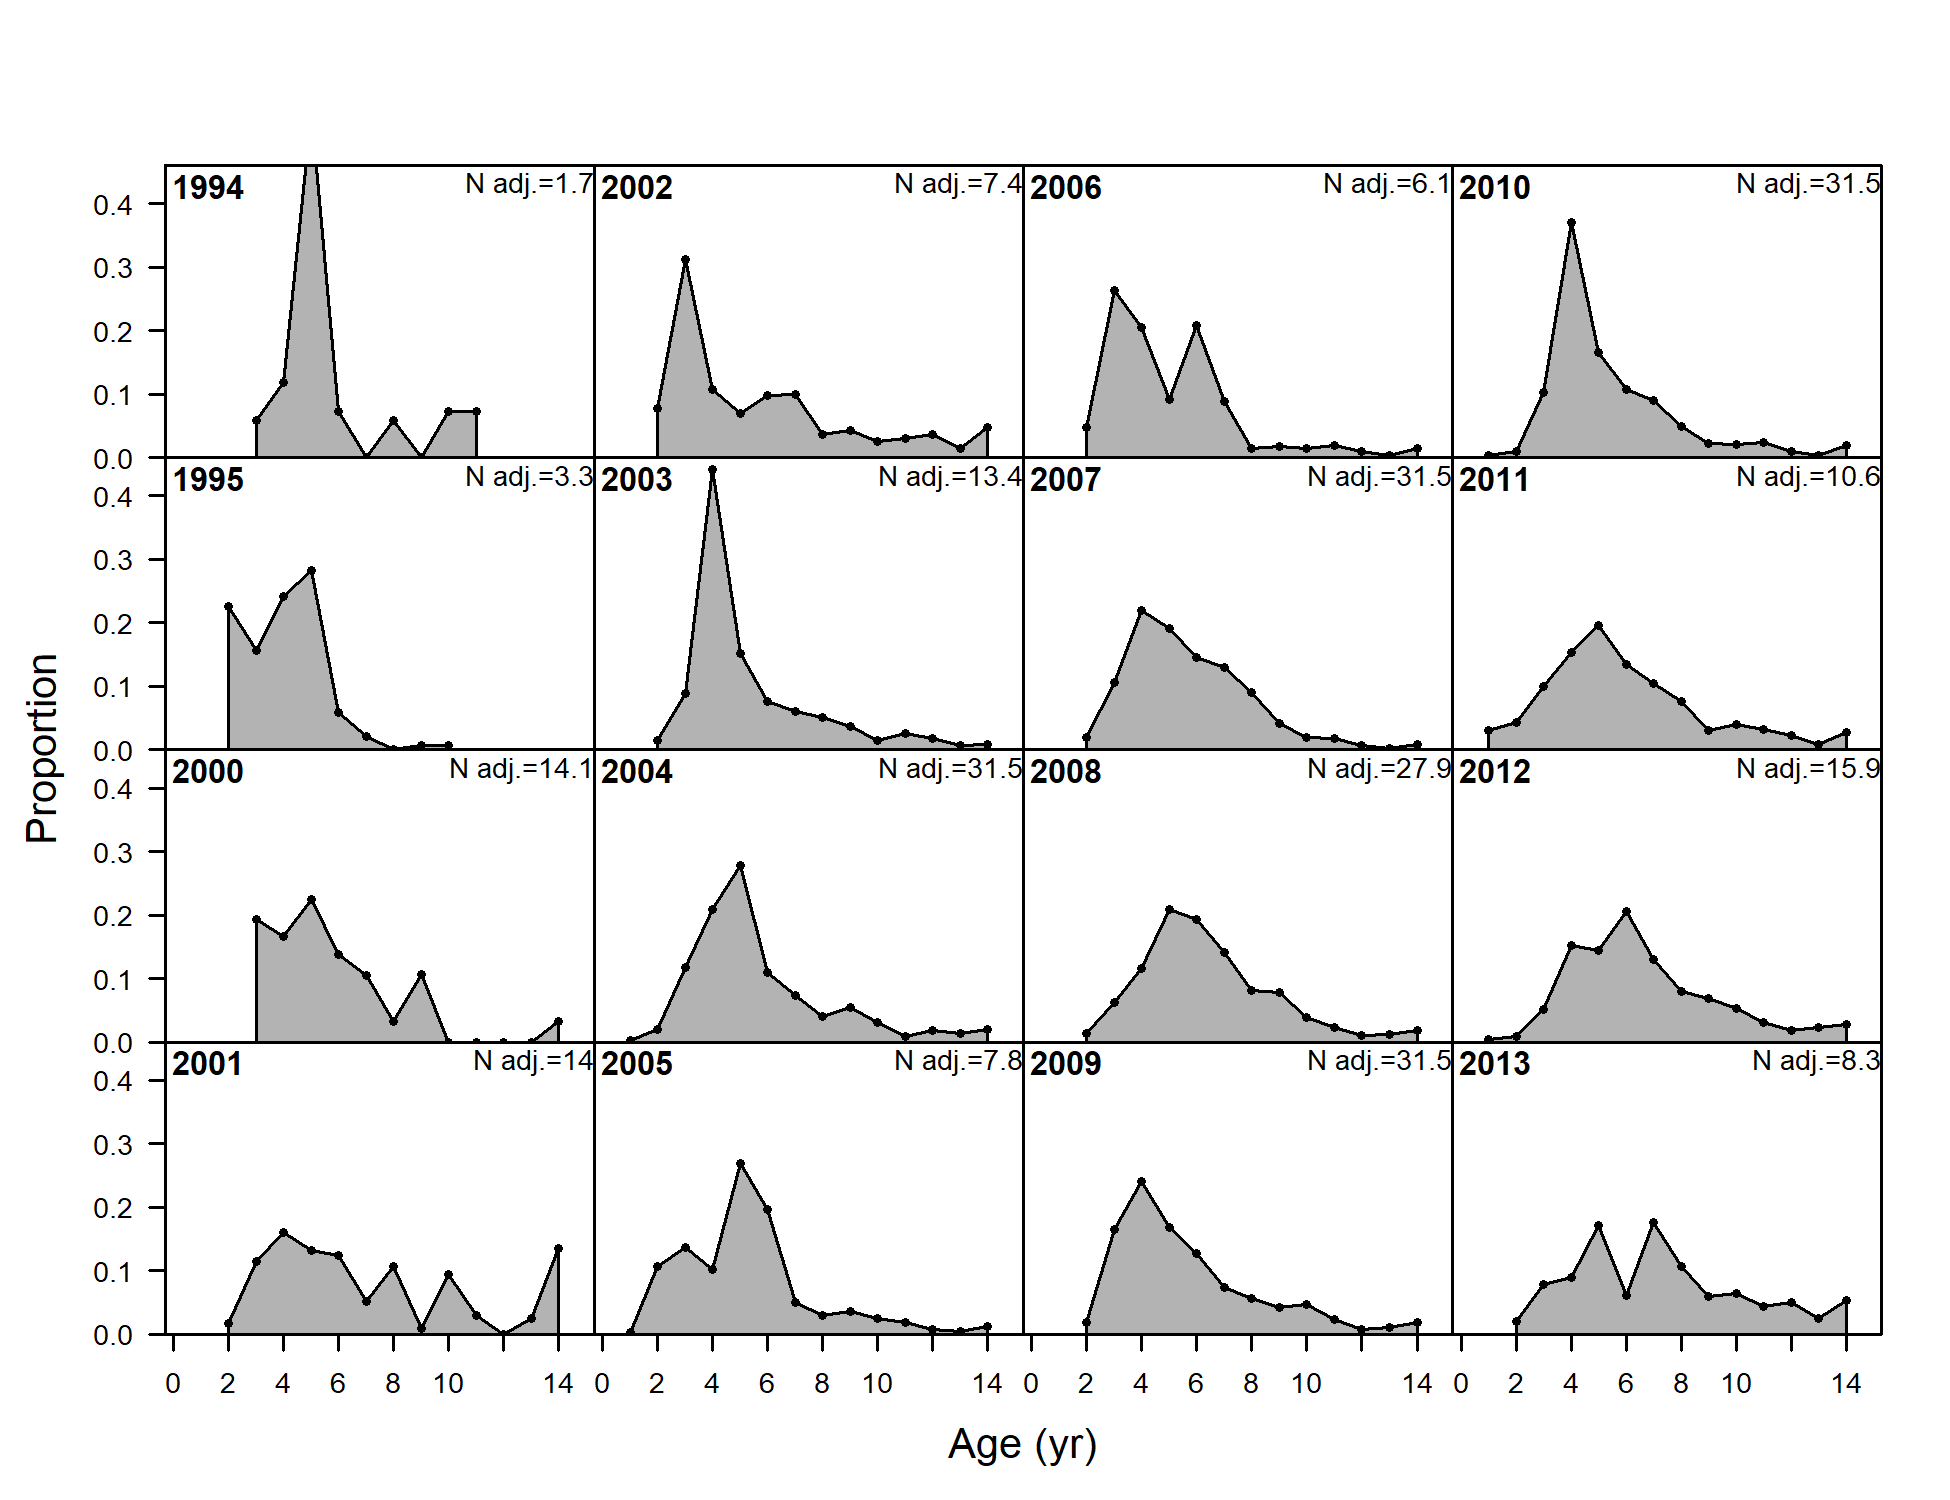 1994 N adj.=1.7 2002 N adj.=7.4 2006 N adj.=6.1 2010 N adj.=31.5
0.4
0.3
0.2
0.1
0.0
1995 N adj.=3.3 2003 N adj.=13.4 2007 N adj.=31.5 2011 N adj.=10.6
0.4
0.3
0.2
0.1
0.0
2000 N adj.=14.1 2004 N adj.=31.5 2008 N adj.=27.9 2012 N adj.=15.9
0.4
0.3
0.2
0.1
0.0
2001 N adj.=14 2005 N adj.=7.8 2009 N adj.=31.5 2013 N adj.=8.3
0.4
0.3
0.2
0.1
0.0
0 2 4 6 8 10 14 0 2 4 6 8 10 14 0 2 4 6 8 10 14 0 2 4 6 8 10 14
Age (yr)
Proportion